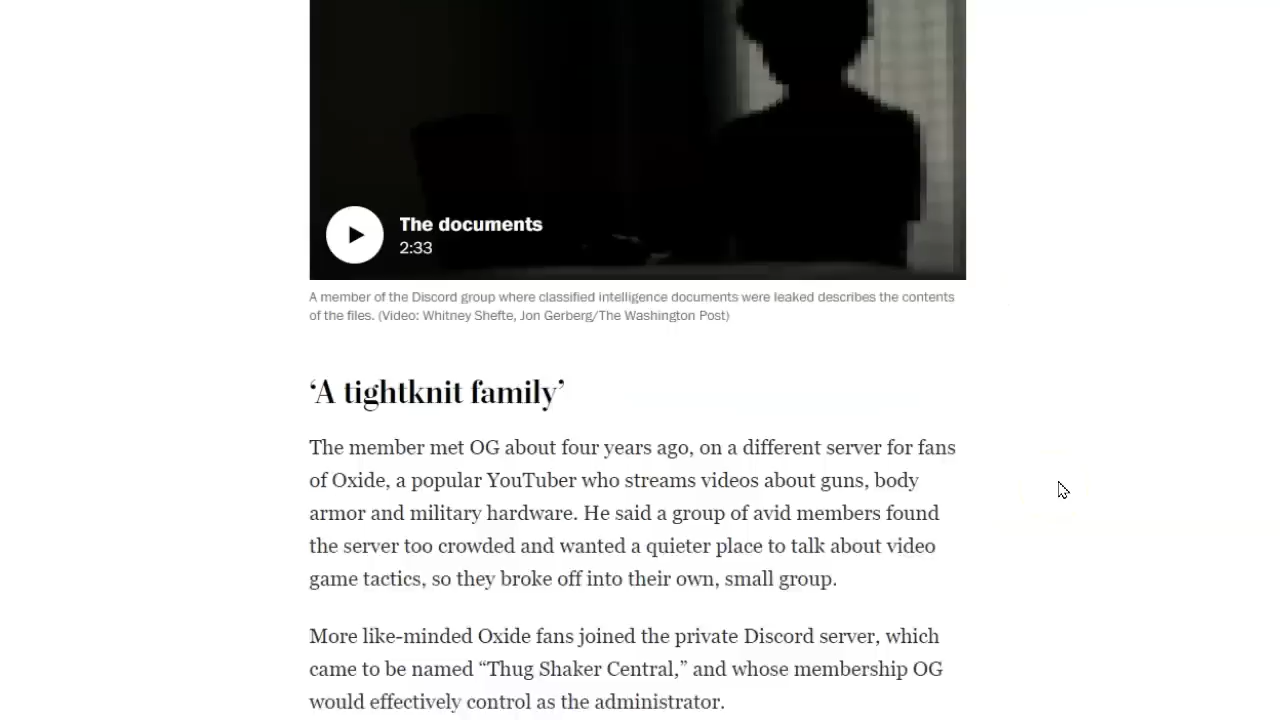 The documents
2:33
A member of the Discord group where classified intelligence documents were leaked describes the contents
of the files. (Video: Whitney Shefte, Jon Gerberg/The Washington Post)
‘A tightknit family’
The member met OG about four years ago, on a different server for fans
of Oxide, a popular YouTuber who streams videos about guns, body
armor and military hardware. He said a group of avid members found
the server too crowded and wanted a quieter place to talk about video
game tactics, so they broke off into their own, small group.
More like-minded Oxide fans joined the private Discord server, which
came to be named “Thug Shaker Central,” and whose membership OG
would effectively control as the administrator.